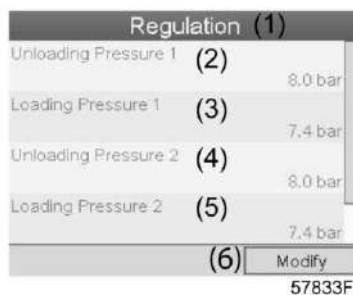 Regulation (1)
Unloading Pressure 1 (2)
8.0 bar
Loading Pressure 1 (3)
7.4 bar
Unloading Pressure 2 (4)
8.0 bar
Loading Pressure 2 (5)
7.4 bar
(6) Modify
57833F